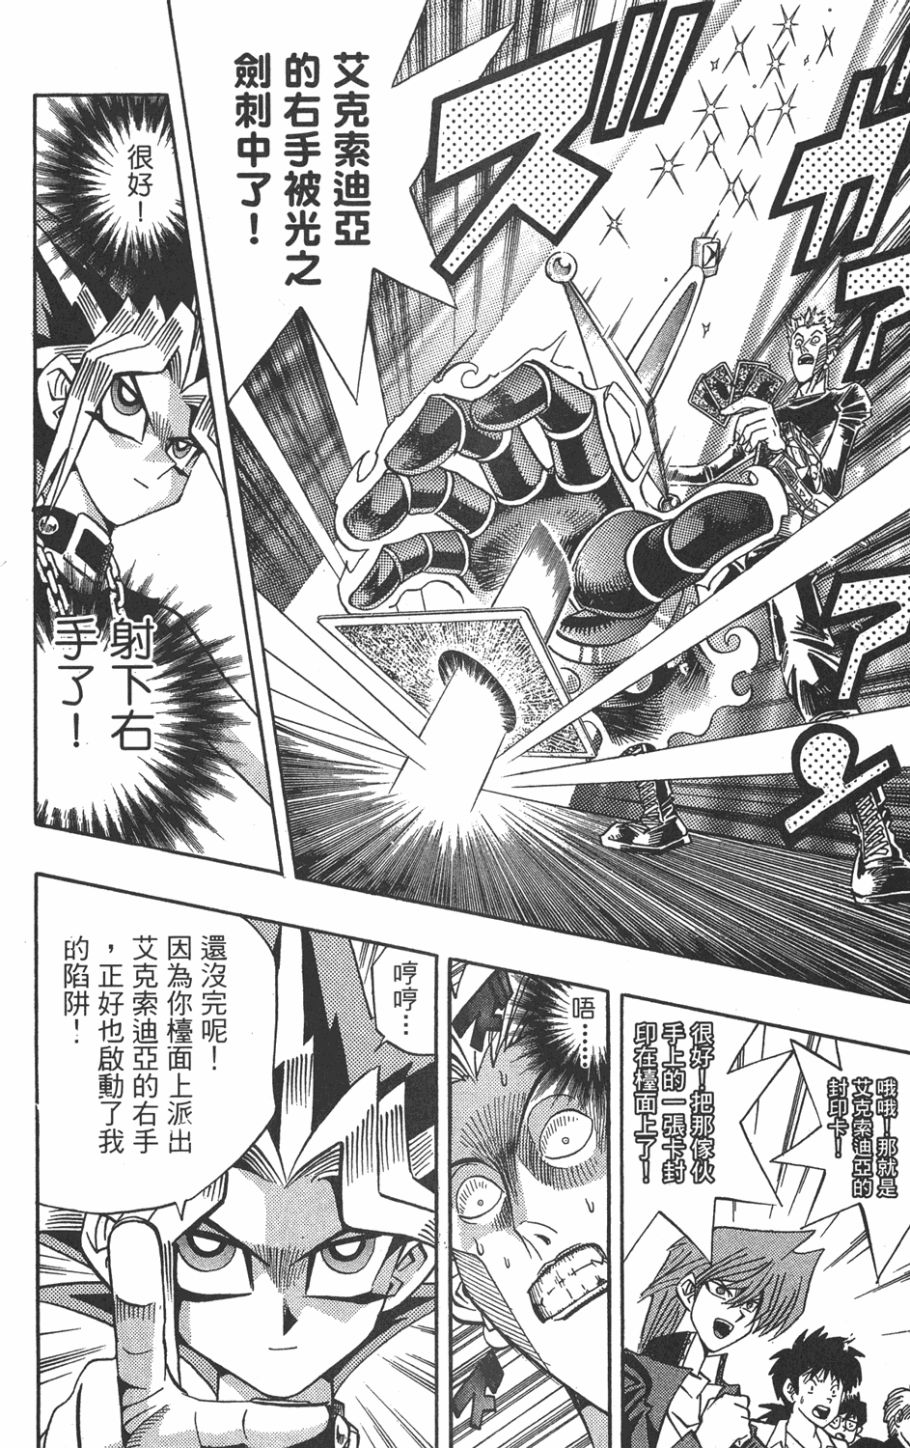 艾克索迪亞
的右手被光之
劍刺中了！
很好！
射下右
手了！
哦哦！那就是
艾克索迪亞的
封印卡！
很好！把那傢伙
手上的一張卡封
印在檯面上了！
唔……
哼哼…
還沒完呢！
因為你檯面上派出
艾克索迪亞的右手
，正好也啟動了我
的陷阱！